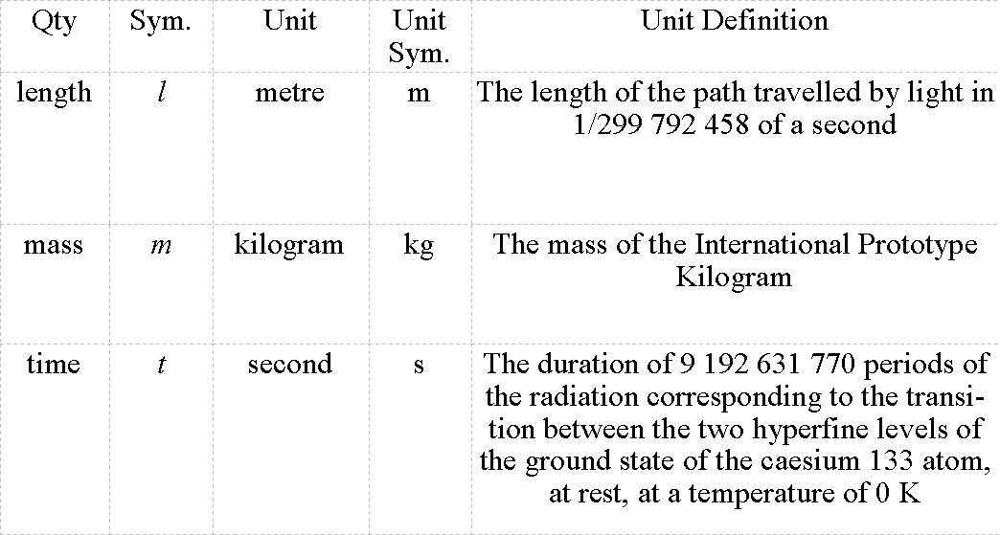 Qty Sym. Unit Unit Sym. Unit Definition
length l metre m The length of the path travelled by light in
1/299 792 458 of a second
mass m kilogram kg The mass of the International Prototype
Kilogram
time t second s The duration of 9 192 631 770 periods of
the radiation corresponding to the transi-
tion between the two hyperfine levels of
the ground state of the caesium 133 atom,
at rest, at a temperature of 0 K